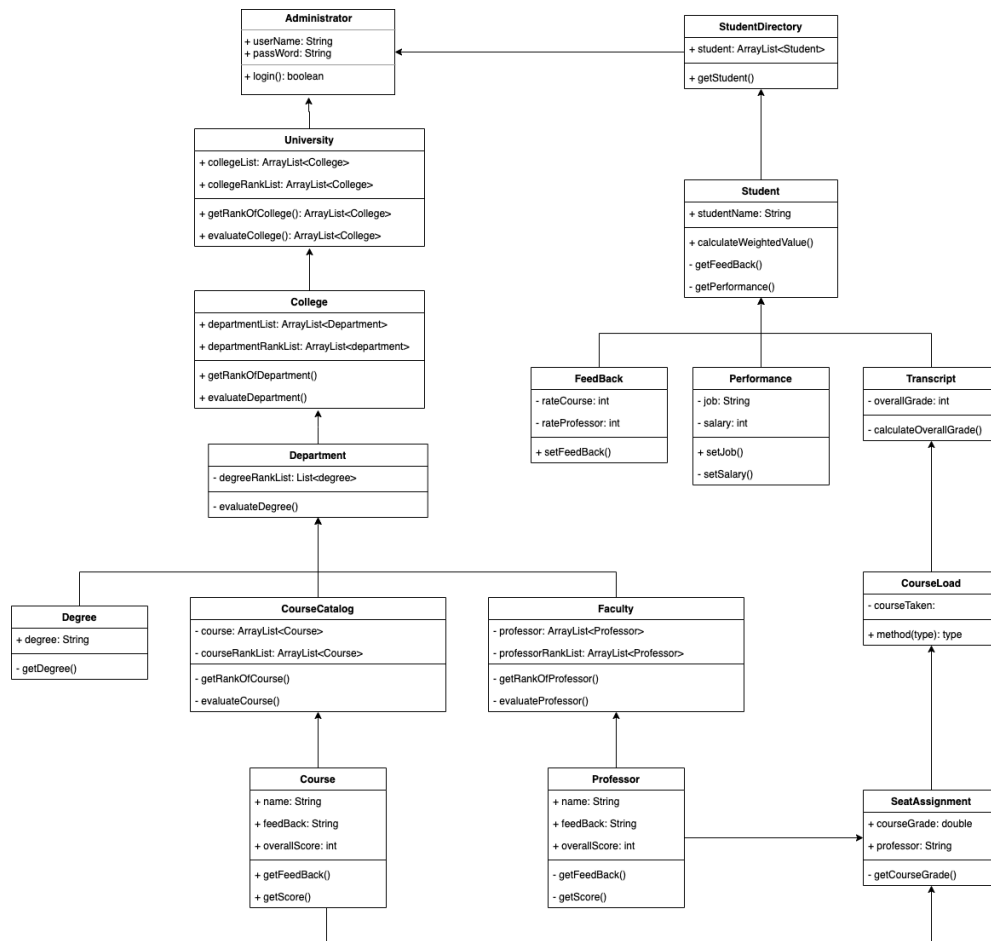 Administrator
+ userName: String
+ passWord: String
+ login(): boolean
StudentDirectory
+ student: ArrayList<Student>
+ getStudent()
University
+ collegeList: ArrayList<College>
+ collegeRankList: ArrayList<College>
+ getRankOfCollege(): ArrayList<College>
+ evaluateCollege(): ArrayList<College>
Student
+ studentName: String
+ calculateWeightedValue()
- getFeedBack()
- getPerformance()
College
+ departmentList: ArrayList<Department>
+ departmentRankList: ArrayList<department>
+ getRankOfDepartment()
+ evaluateDepartment()
FeedBack
- rateCourse: int
- rateProfessor: int
+ setFeedBack()
Performance
- job: String
- salary: int
+ setJob()
- setSalary()
Transcript
- overallGrade: int
- calculateOverallGrade()
Department
- degreeRankList: List<degree>
- evaluateDegree()
Degree
+ degree: String
- getDegree()
CourseCatalog
- course: ArrayList<Course>
- courseRankList: ArrayList<Course>
- getRankOfCourse()
- evaluateCourse()
Faculty
- professor: ArrayList<Professor>
- professorRankList: ArrayList<Professor>
- getRankOfProfessor()
- evaluateProfessor()
CourseLoad
- courseTaken:
+ method(type): type
Course
+ name: String
+ feedBack: String
+ overallScore: int
+ getFeedBack()
+ getScore()
Professor
+ name: String
+ feedBack: String
+ overallScore: int
- getFeedBack()
- getScore()
SeatAssignment
+ courseGrade: double
+ professor: String
- getCourseGrade()